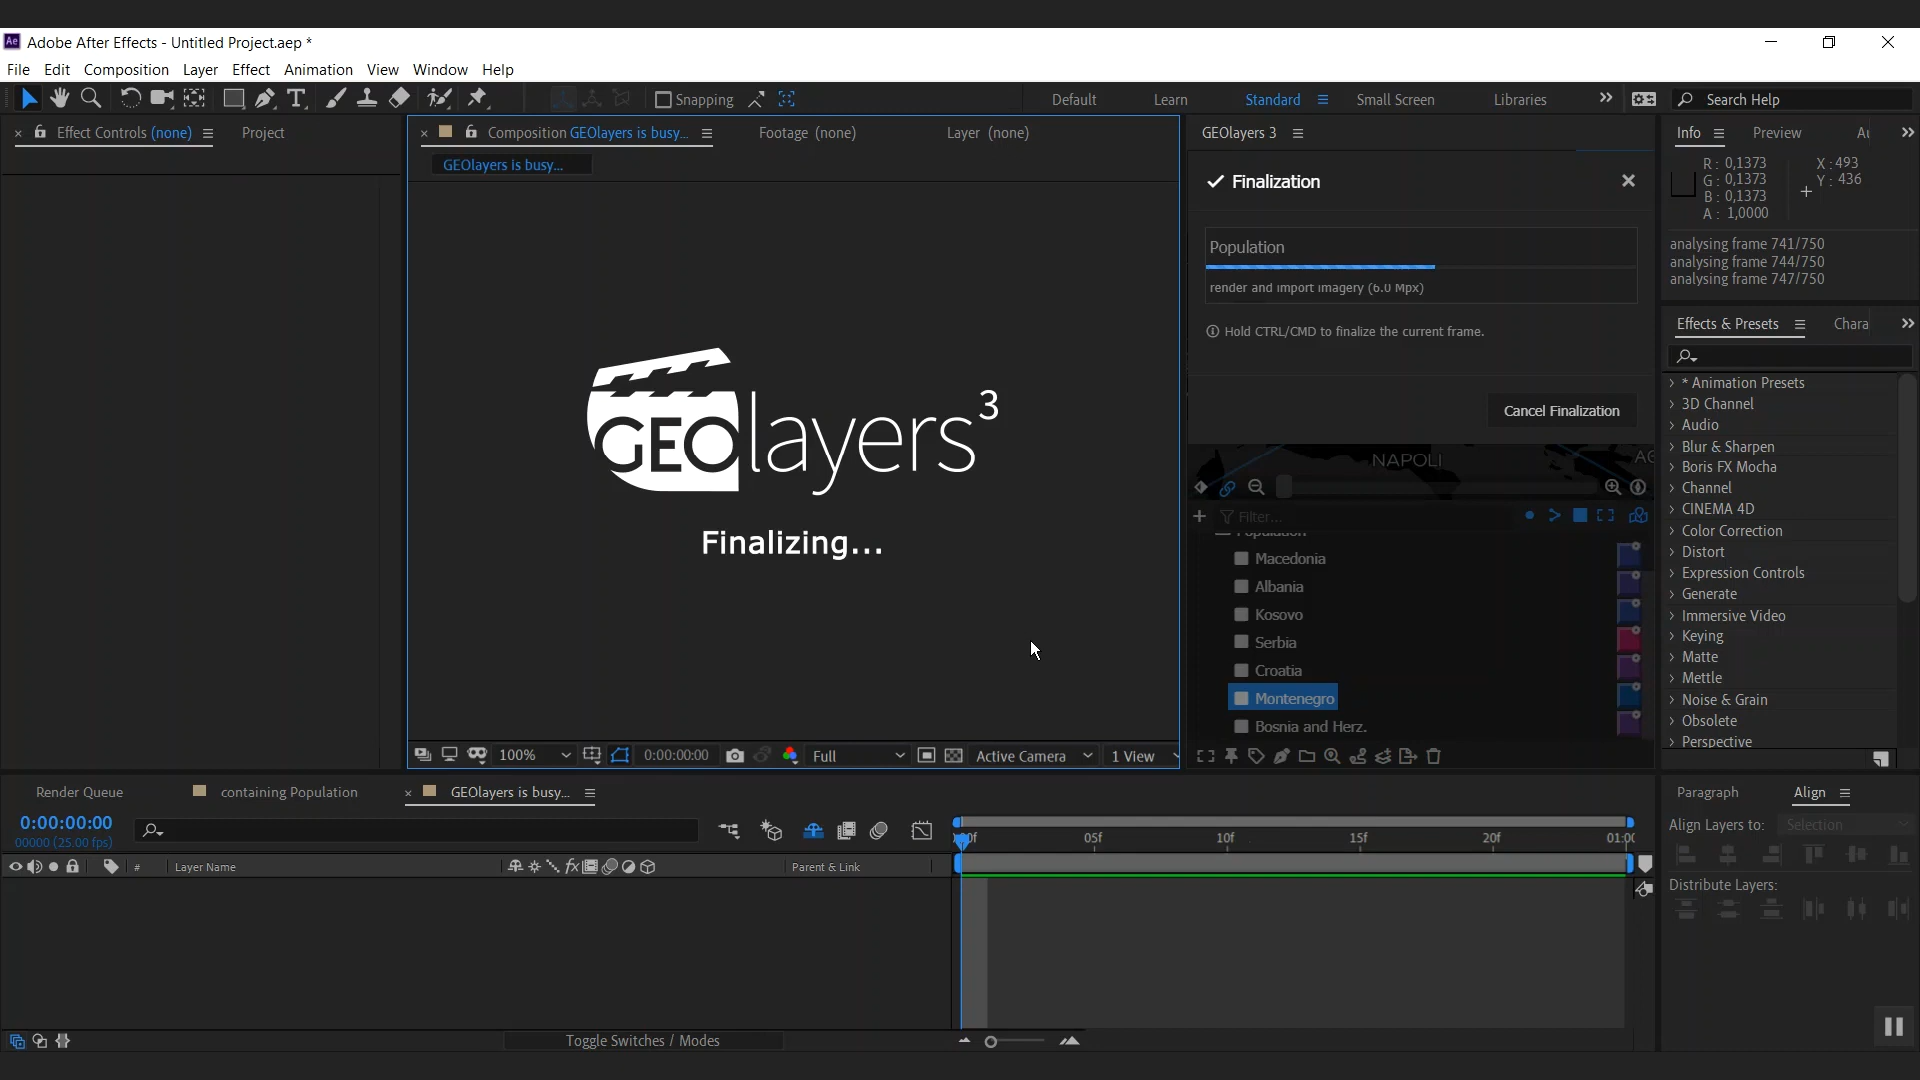 Ae Adobe After Effects - Untitled Project.aep *
File Edit Composition Layer Effect Animation View Window Help
Snapping
Default Learn Standard Small Screen Libraries
Search Help
Effect Controls (none)
Project
Composition GEOlayers is busy...
Footage (none)
Layer (none)
GEOlayers is busy...
GEOlayers³
Finalizing...
100%
0:00:00:00
Full
Active Camera
1 View
GEOlayers 3
Finalization
Population
render and import imagery (6.0 Mpx)
Hold CTRL/CMD to finalize the current frame.
Cancel Finalization
NAPOLI
Filter...
Population
Macedonia
Albania
Kosovo
Serbia
Croatia
Montenegro
Bosnia and Herz.
Info Preview Au
R: 0,1373
G: 0,1373
B: 0,1373
A: 1,0000
X: 493
Y: 436
analysing frame 741/750
analysing frame 744/750
analysing frame 747/750
Effects & Presets Chara
* Animation Presets
3D Channel
Audio
Blur & Sharpen
Boris FX Mocha
Channel
CINEMA 4D
Color Correction
Distort
Expression Controls
Generate
Immersive Video
Keying
Matte
Mettle
Noise & Grain
Obsolete
Perspective
Render Queue
containing Population
GEOlayers is busy...
0:00:00:00
00000 (25.00 fps)
# Layer Name
fx
Parent & Link
05f 10f 15f 20f 01:00
Toggle Switches / Modes
Paragraph Align
Align Layers to: Selection
Distribute Layers: